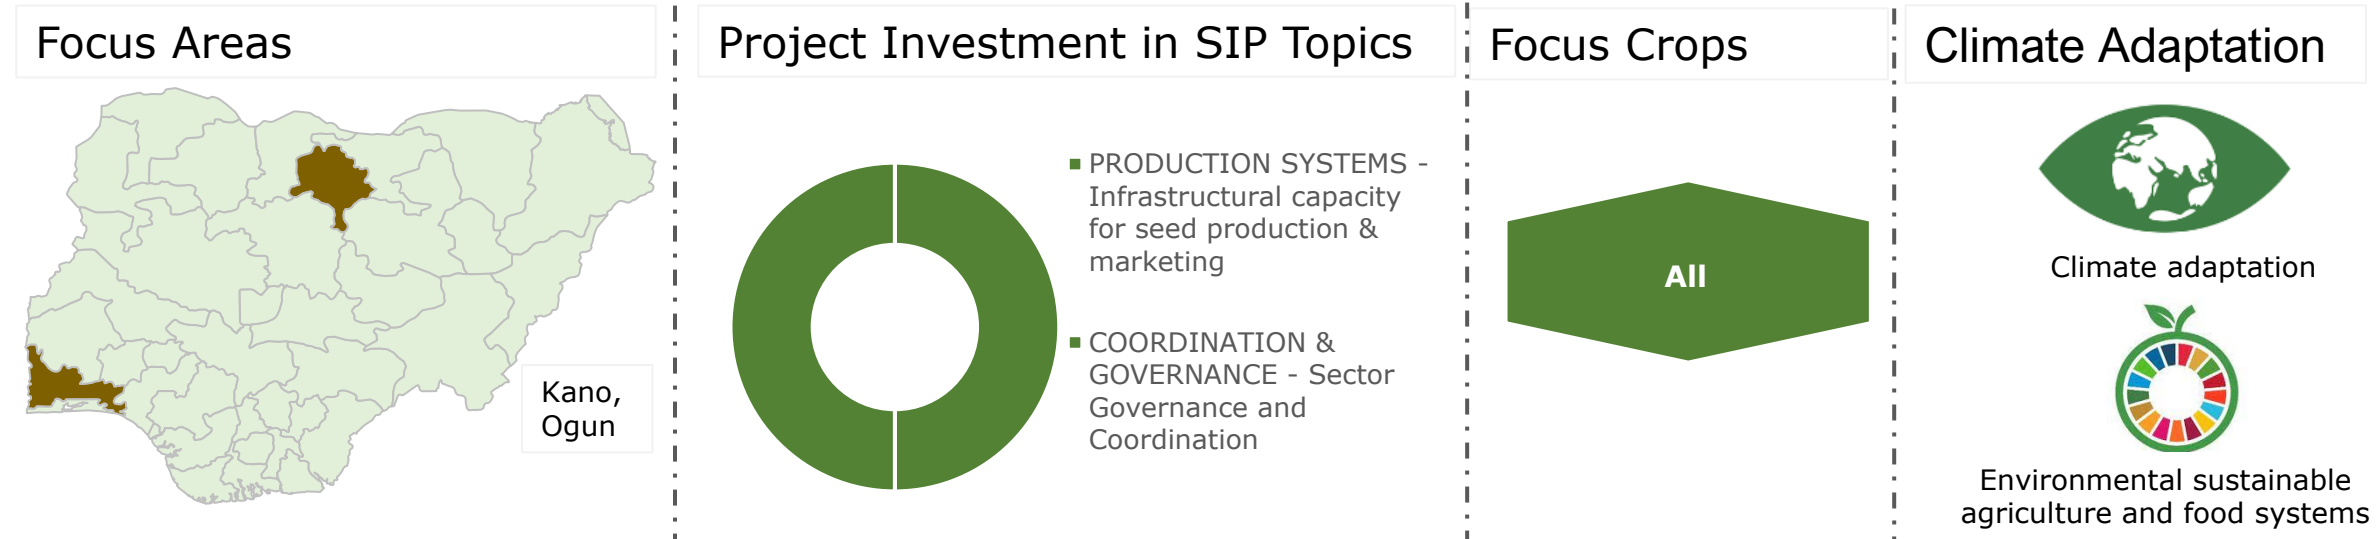 Focus Areas
Kano,
Ogun
Project Investment in SIP Topics
PRODUCTION SYSTEMS -
Infrastructural capacity
for seed production &
marketing
COORDINATION &
GOVERNANCE - Sector
Governance and
Coordination
Focus Crops
All
Climate Adaptation
Climate adaptation
Environmental sustainable
agriculture and food systems